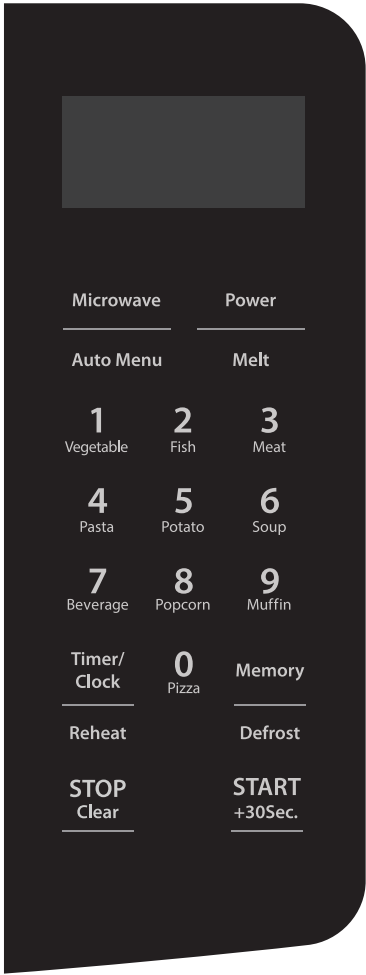 Microwave Power
Auto Menu Melt
1 2 3
Vegetable Fish Meat
4 5 6
Pasta Potato Soup
7 8 9
Beverage Popcorn Muffin
Timer/
Clock
0
Pizza
Memory
Reheat Defrost
STOP START
Clear +30Sec.